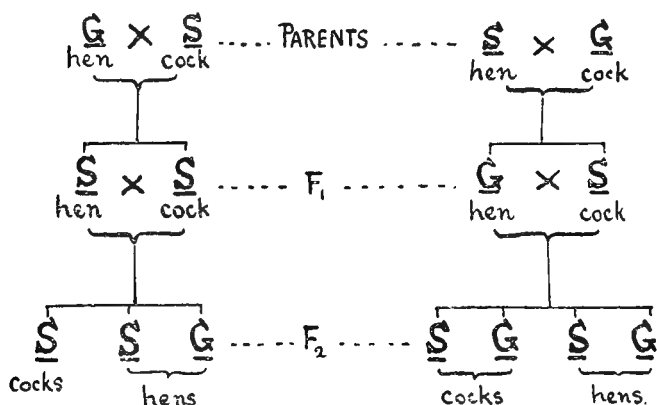 G × S ...... PARENTS ...... S × G
hen cock hen cock
S × S ...... F₁ ...... G × S
hen cock hen cock
S S G ...... F₂ ...... S G S G
cocks hens cocks hens.